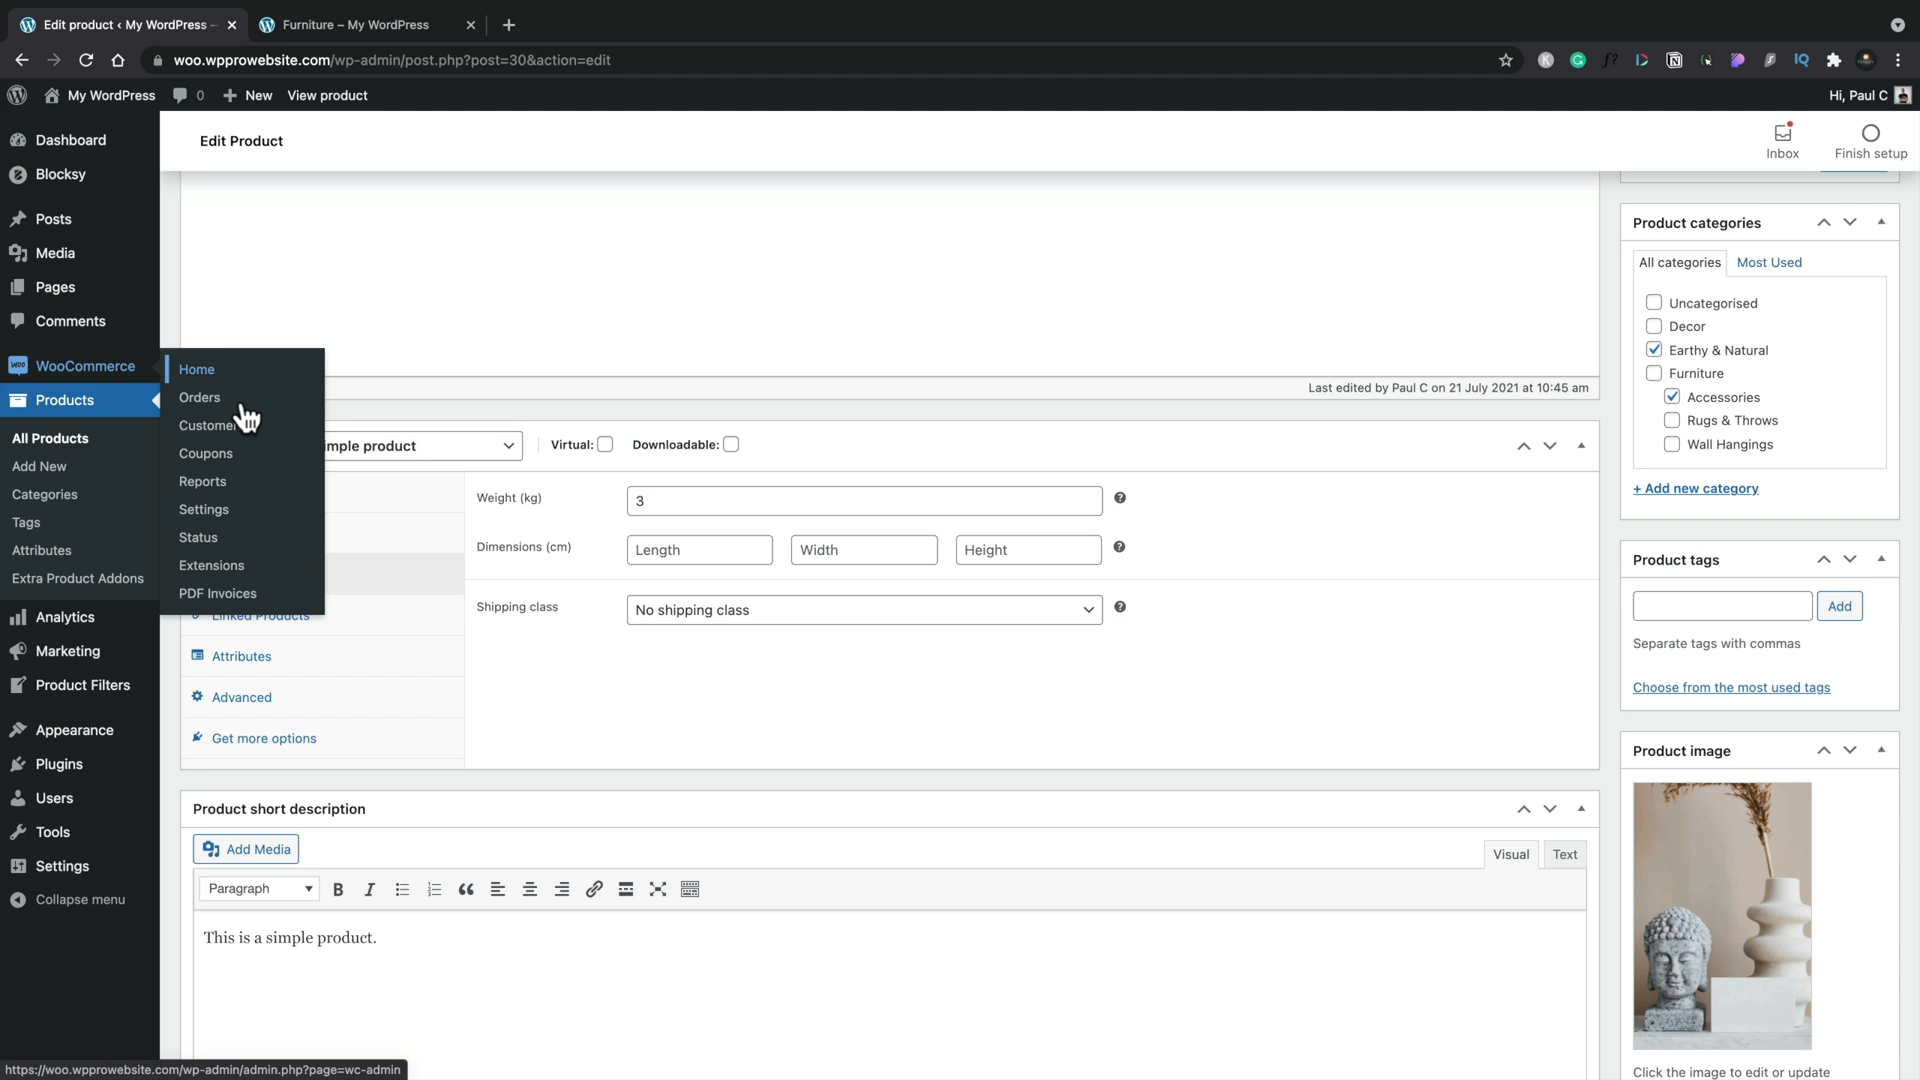 Edit product ‹ My WordPress –
Furniture – My WordPress
woo.wpprowebsite.com/wp-admin/post.php?post=30&action=edit
My WordPress
0
New
View product
Hi, Paul C
Dashboard
Blocksy
Posts
Media
Pages
Comments
WooCommerce
Products
All Products
Add New
Categories
Tags
Attributes
Extra Product Addons
Analytics
Marketing
Product Filters
Appearance
Plugins
Users
Tools
Settings
Collapse menu
Home
Orders
Customer
Coupons
Reports
Settings
Status
Extensions
PDF Invoices
Edit Product
Inbox
Finish setup
Last edited by Paul C on 21 July 2021 at 10:45 am
imple product
Virtual:
Downloadable:
Weight (kg)
3
Dimensions (cm)
Length
Width
Height
Shipping class
No shipping class
Linked Products
Attributes
Advanced
Get more options
Product short description
Add Media
Visual
Text
Paragraph
B
I
This is a simple product.
Product categories
All categories
Most Used
Uncategorised
Decor
Earthy & Natural
Furniture
Accessories
Rugs & Throws
Wall Hangings
+ Add new category
Product tags
Add
Separate tags with commas
Choose from the most used tags
Product image
Click the image to edit or update
https://woo.wpprowebsite.com/wp-admin/admin.php?page=wc-admin